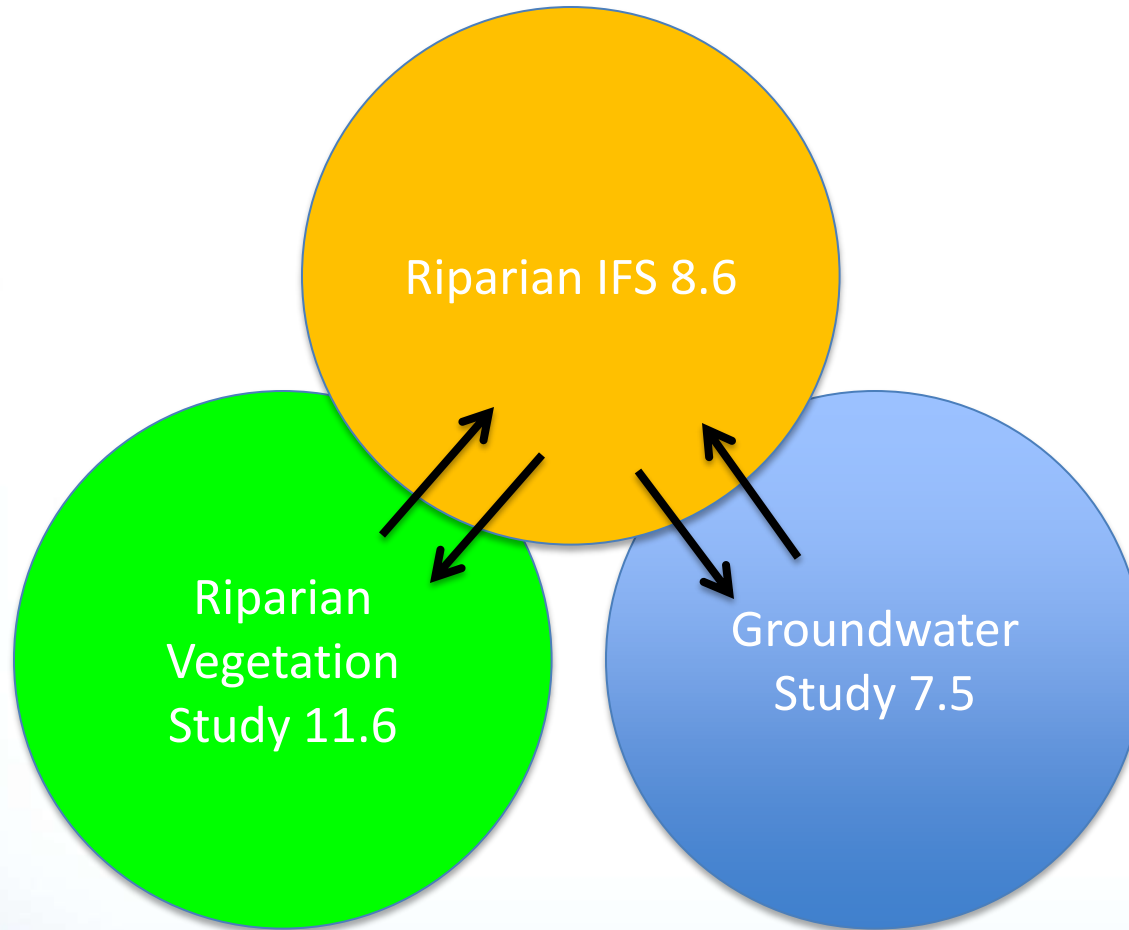 Riparian IFS 8.6
Riparian
Vegetation
Study 11.6
Groundwater
Study 7.5